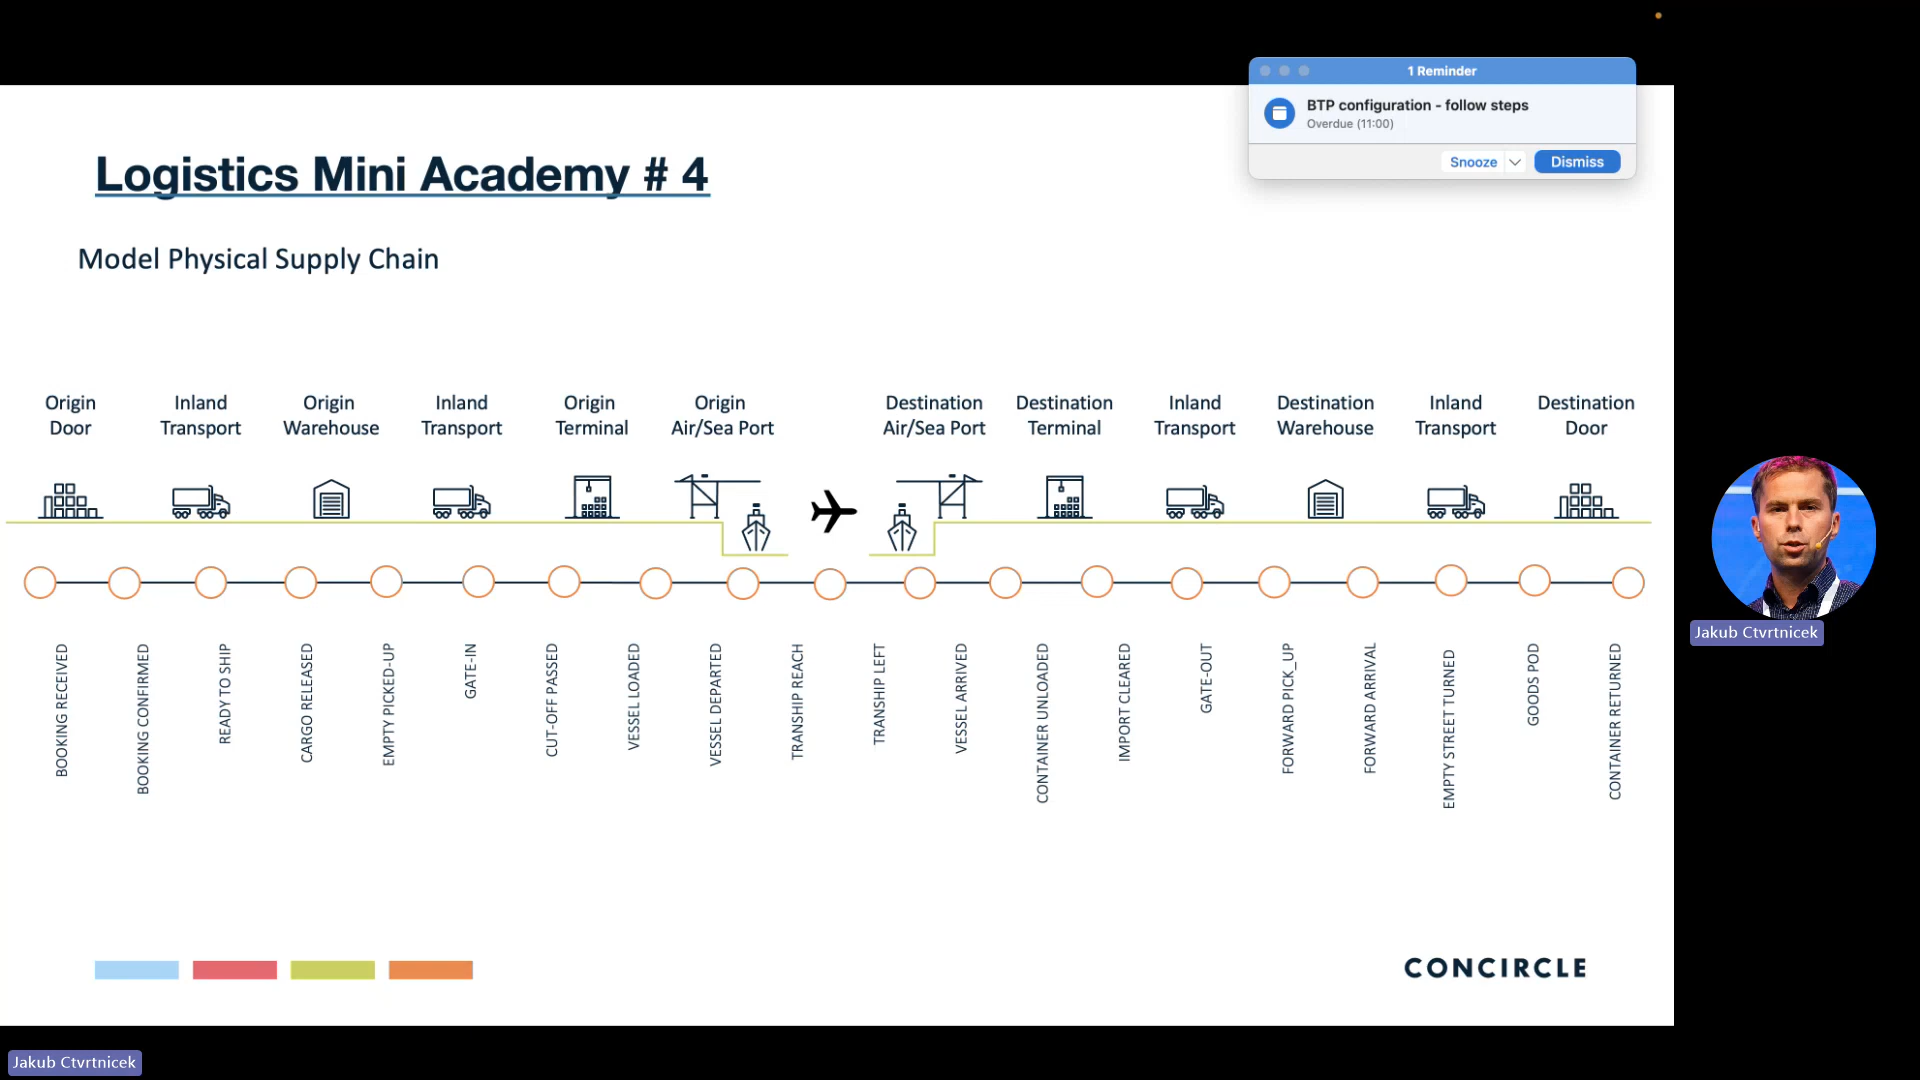 1 Reminder
BTP configuration - follow steps
Overdue (11:00)
Snooze
Dismiss
Logistics Mini Academy # 4
Model Physical Supply Chain
Origin
Door
Inland
Transport
Origin
Warehouse
Inland
Transport
Origin
Terminal
Origin
Air/Sea Port
Destination
Air/Sea Port
Destination
Terminal
Inland
Transport
Destination
Warehouse
Inland
Transport
Destination
Door
BOOKING RECEIVED
BOOKING CONFIRMED
READY TO SHIP
CARGO RELEASED
EMPTY PICKED-UP
GATE-IN
CUT-OFF PASSED
VESSEL LOADED
VESSEL DEPARTED
TRANSHIP REACH
TRANSHIP LEFT
VESSEL ARRIVED
CONTAINER UNLOADED
IMPORT CLEARED
GATE-OUT
FORWARD PICK_UP
FORWARD ARRIVAL
EMPTY STREET TURNED
GOODS POD
CONTAINER RETURNED
CONCIRCLE
Jakub Ctvrtnicek
Jakub Ctvrtnicek